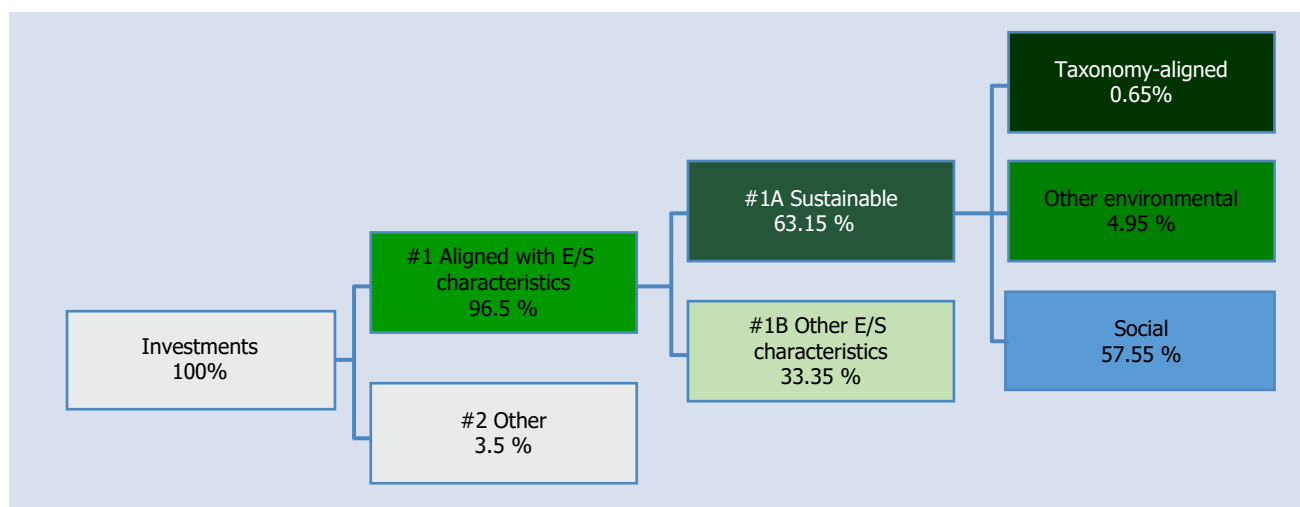 Investments
100%
#1 Aligned with E/S
characteristics
96.5 %
#2 Other
3.5 %
#1A Sustainable
63.15 %
#1B Other E/S
characteristics
33.35 %
Taxonomy-aligned
0.65%
Other environmental
4.95 %
Social
57.55 %